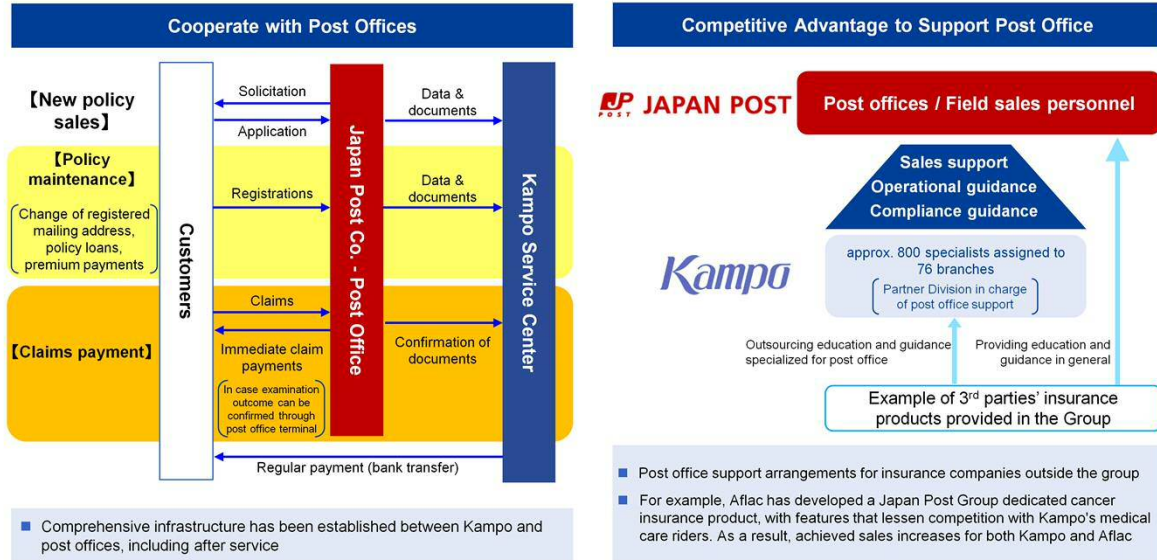 Cooperate with Post Offices
【New policy
sales】
Solicitation
Application
Data &
documents
【Policy
maintenance】
Change of registered
mailing address,
policy loans,
premium payments
Registrations
Data &
documents
Customers
Japan Post Co. - Post Office
Kampo Service Center
【Claims payment】
Claims
Immediate claim
payments
In case examination
outcome can be
confirmed through
post office terminal
Confirmation of
documents
Regular payment (bank transfer)
Comprehensive infrastructure has been established between Kampo and
post offices, including after service
Competitive Advantage to Support Post Office
JP
POST
JAPAN POST
Post offices / Field sales personnel
Sales support
Operational guidance
Compliance guidance
Kampo
approx. 800 specialists assigned to
76 branches
Partner Division in charge
of post office support
Outsourcing education and guidance
specialized for post office
Providing education and
guidance in general
Example of 3rd parties' insurance
products provided in the Group
Post office support arrangements for insurance companies outside the group
For example, Aflac has developed a Japan Post Group dedicated cancer
insurance product, with features that lessen competition with Kampo's medical
care riders. As a result, achieved sales increases for both Kampo and Aflac